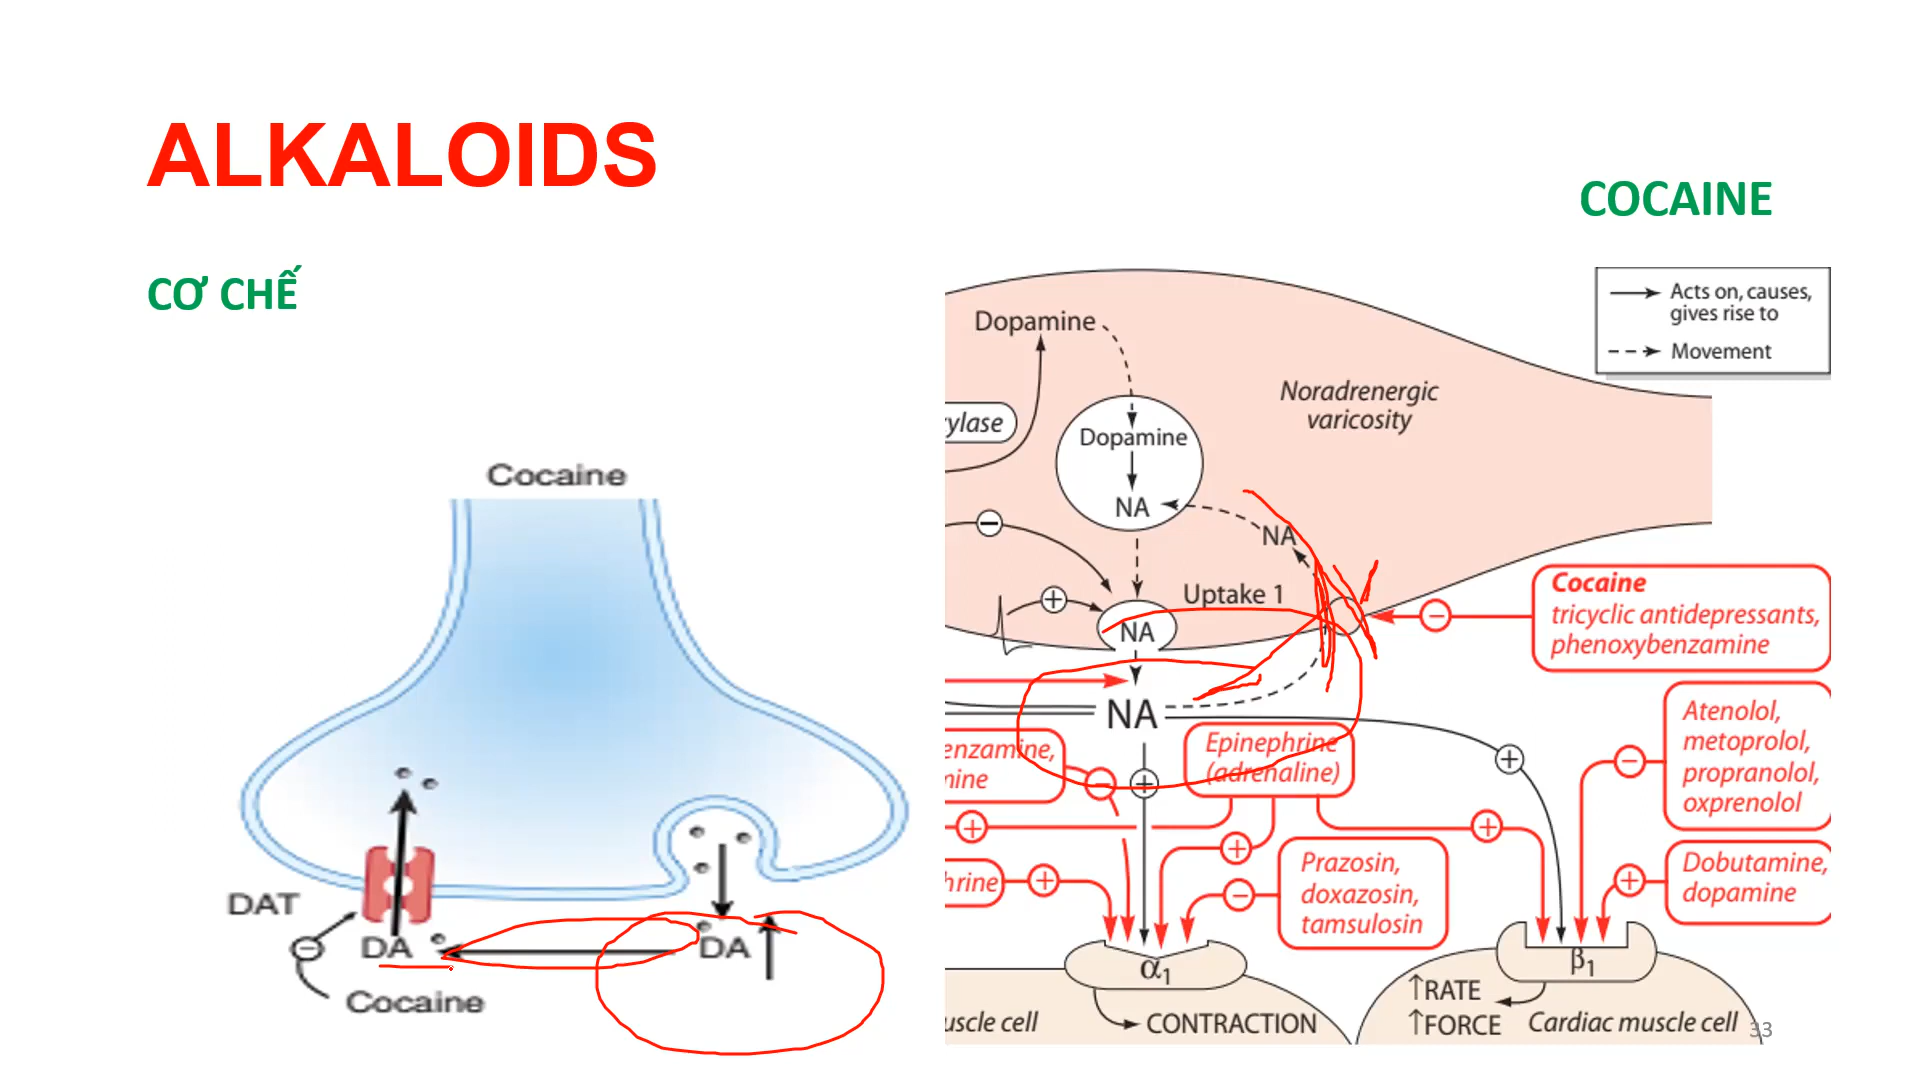 ALKALOIDS
COCAINE
CƠ CHẾ
Cocaine
DAT
DA
DA
Cocaine
Acts on, causes,
gives rise to
Movement
Dopamine
Noradrenergic
varicosity
ylase
Dopamine
NA
NA
Uptake 1
NA
NA
Cocaine
tricyclic antidepressants,
phenoxybenzamine
enzamine,
mine
Epinephrine
(adrenaline)
Atenolol,
metoprolol,
propranolol,
oxprenolol
hrine
Prazosin,
doxazosin,
tamsulosin
Dobutamine,
dopamine
α1
β1
↑RATE
↑FORCE
uscle cell
CONTRACTION
Cardiac muscle cell
33